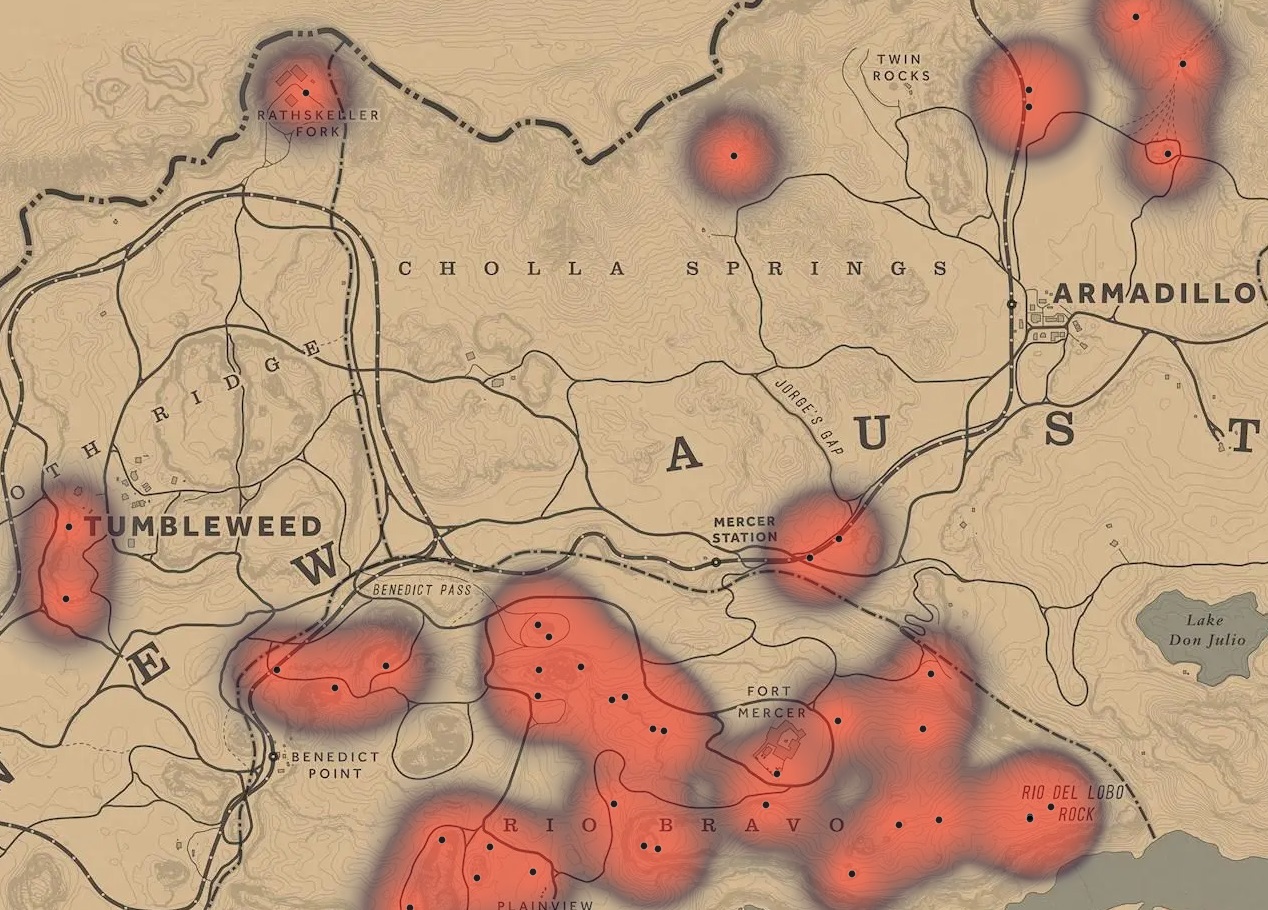 TWIN
ROCKS
RATHSKELLER
FORK
CHOLLA SPRINGS
ARMADILLO
OTH RIDGE
JORGE'S GAP
A U S T
TUMBLEWEED
MERCER
STATION
W
BENEDICT PASS
E
Lake
Don Julio
FORT
MERCER
BENEDICT
POINT
RIO DEL LOBO
ROCK
RIO BRAVO
PLAINVIEW